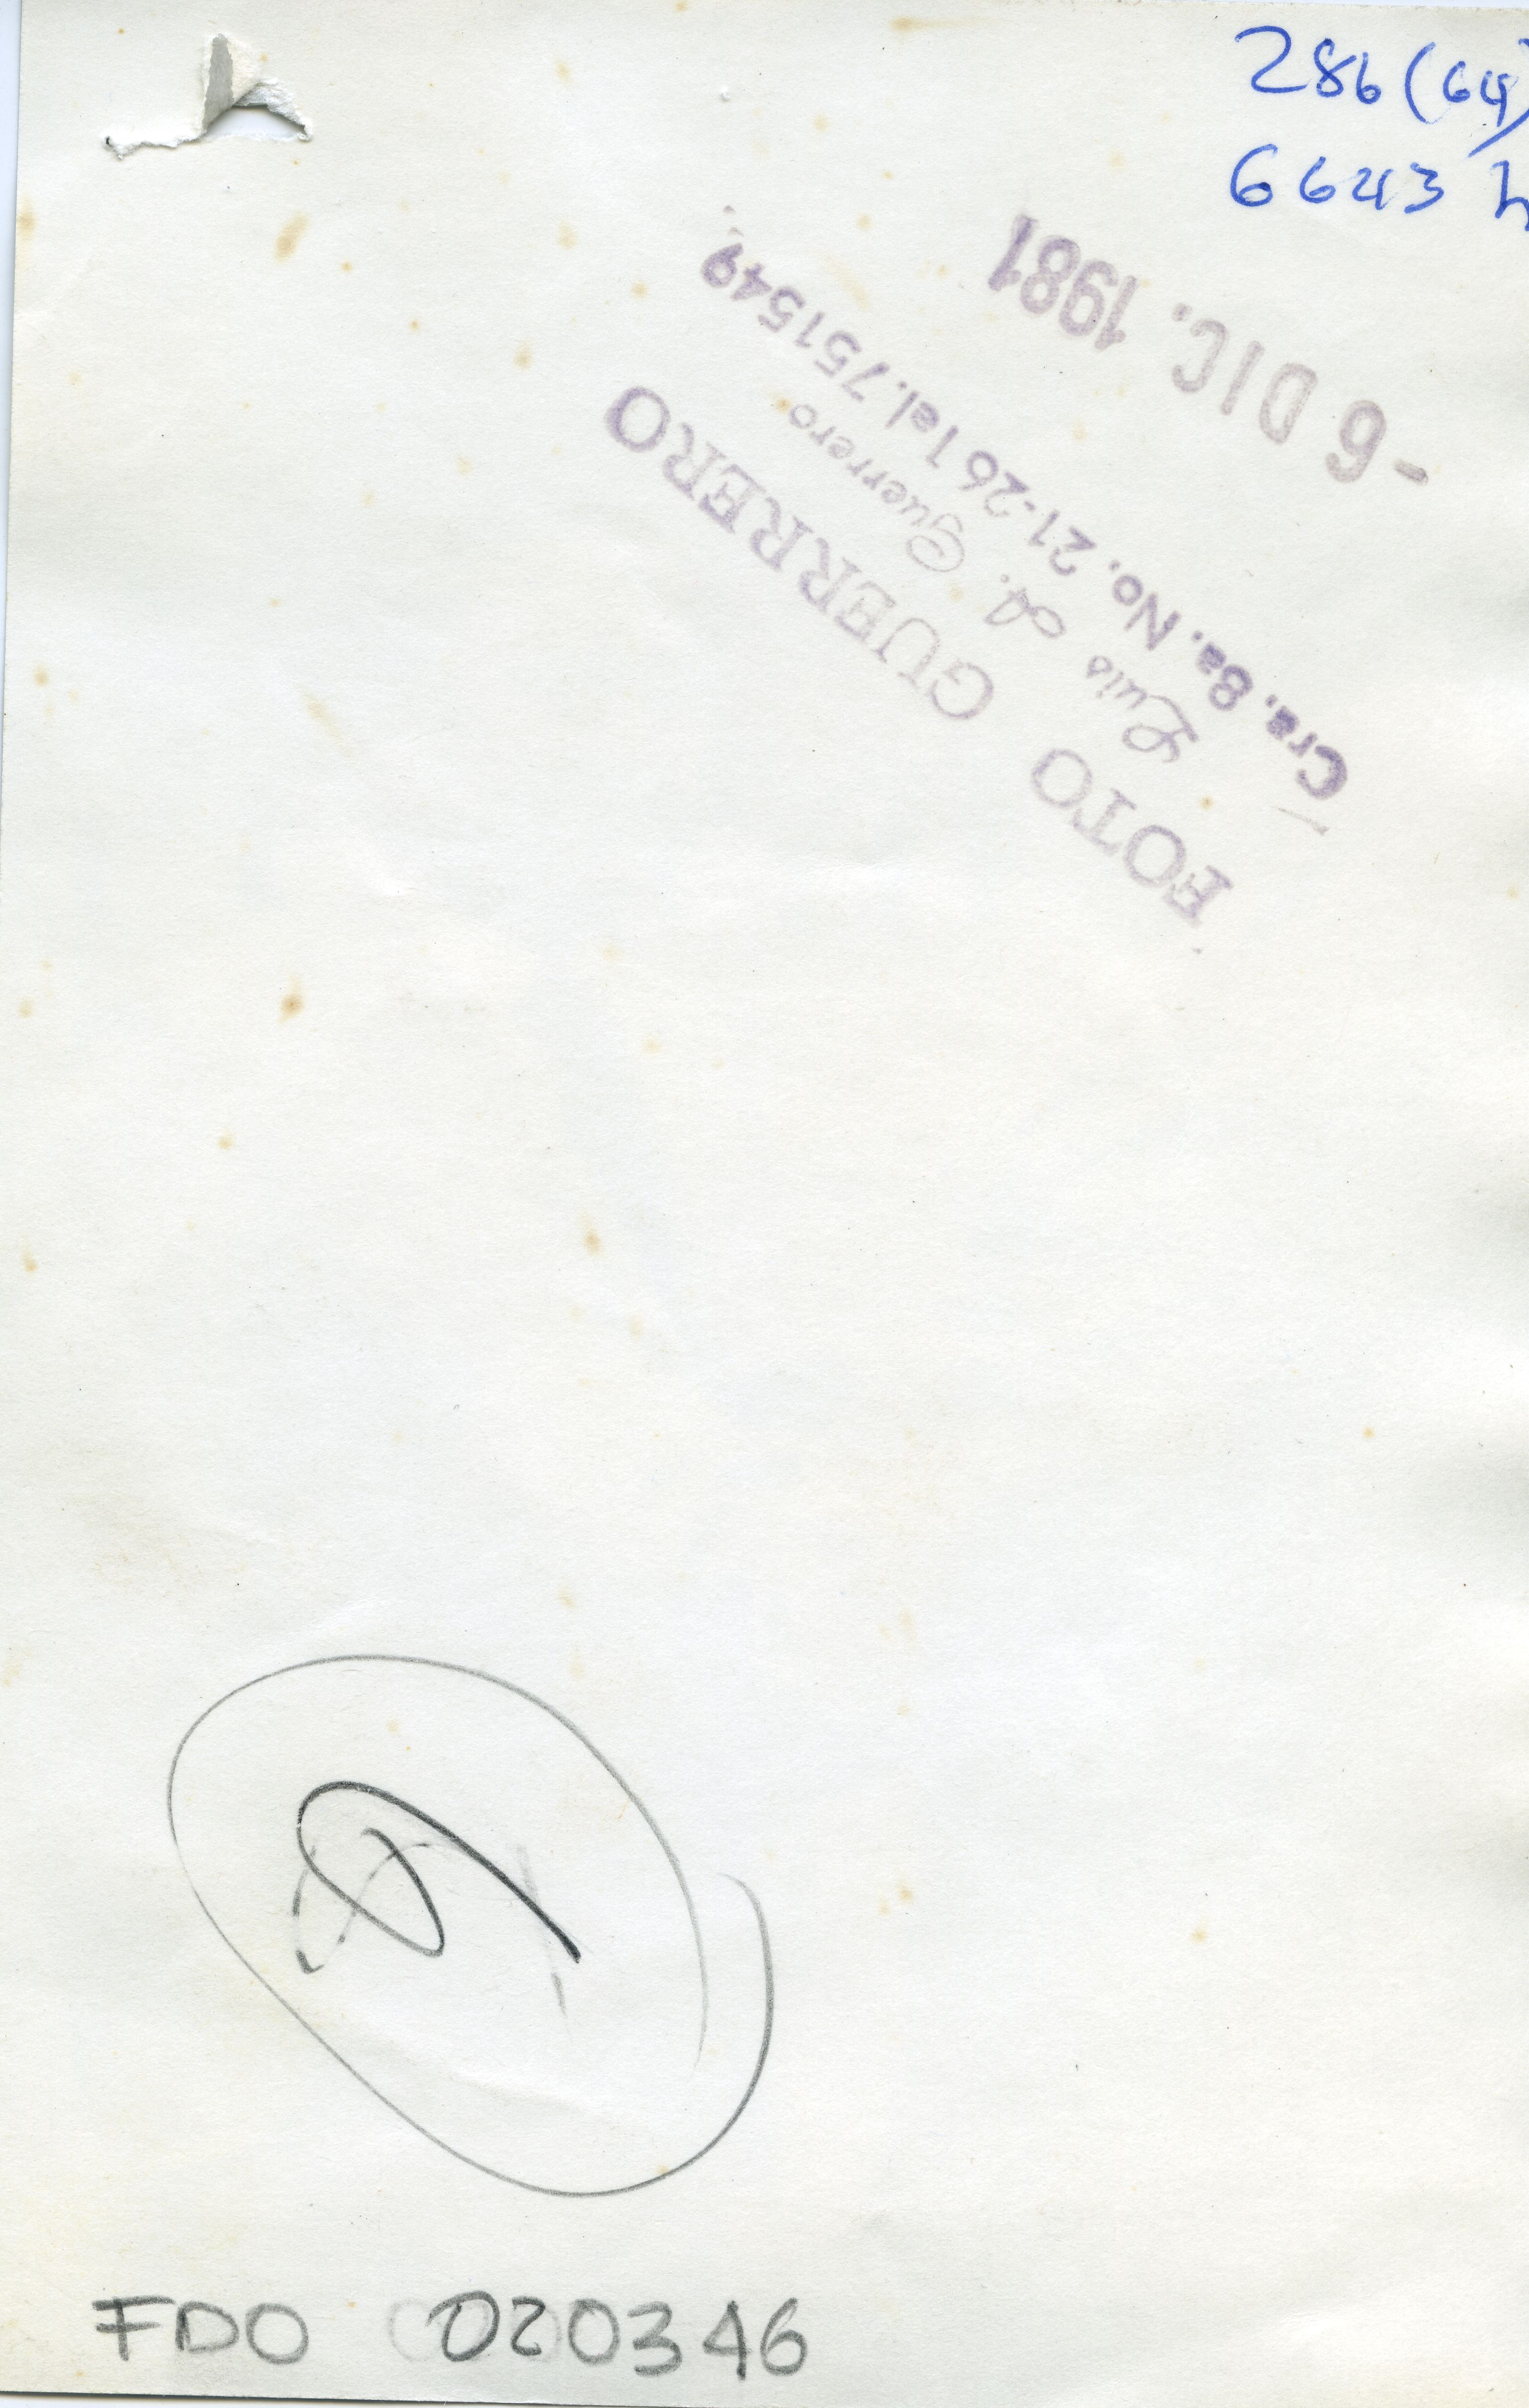 286 (64)
6643 h
- 6 DIC. 1981
FOTO GUERRERO
Luis A. Guerrero
Cra. 8a. No. 21-26 Tel. 751549
FDO 020346